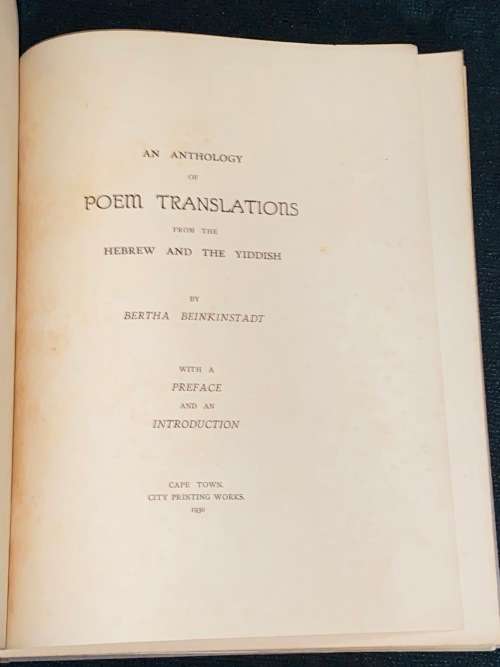 AN ANTHOLOGY
OF
POEM TRANSLATIONS
FROM THE
HEBREW AND THE YIDDISH
BY
BERTHA BEINKINSTADT
WITH A
PREFACE
AND AN
INTRODUCTION
CAPE TOWN.
CITY PRINTING WORKS.
1930